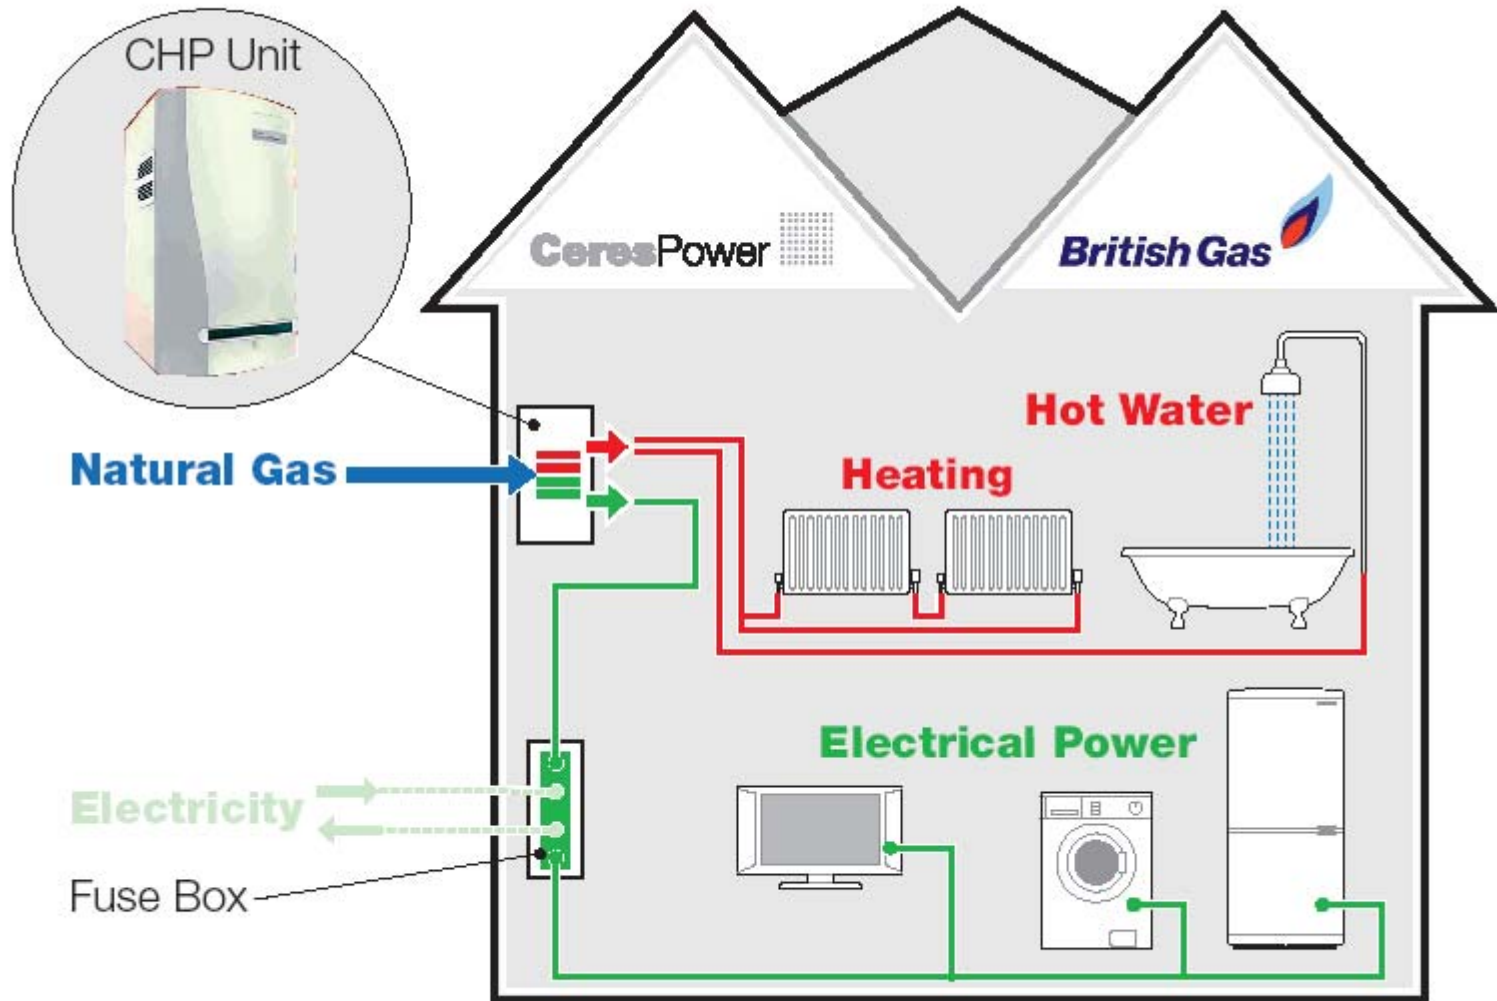 CHP Unit
CeresPower
British Gas
Hot Water
Natural Gas
Heating
Electrical Power
Electricity
Fuse Box